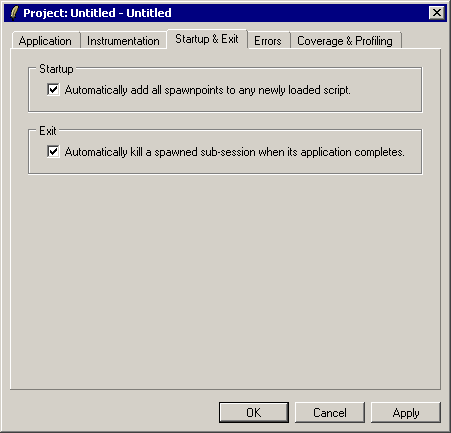 Project: Untitled - Untitled
Application Instrumentation Startup & Exit Errors Coverage & Profiling
Startup
Automatically add all spawnpoints to any newly loaded script.
Exit
Automatically kill a spawned sub-session when its application completes.
OK Cancel Apply